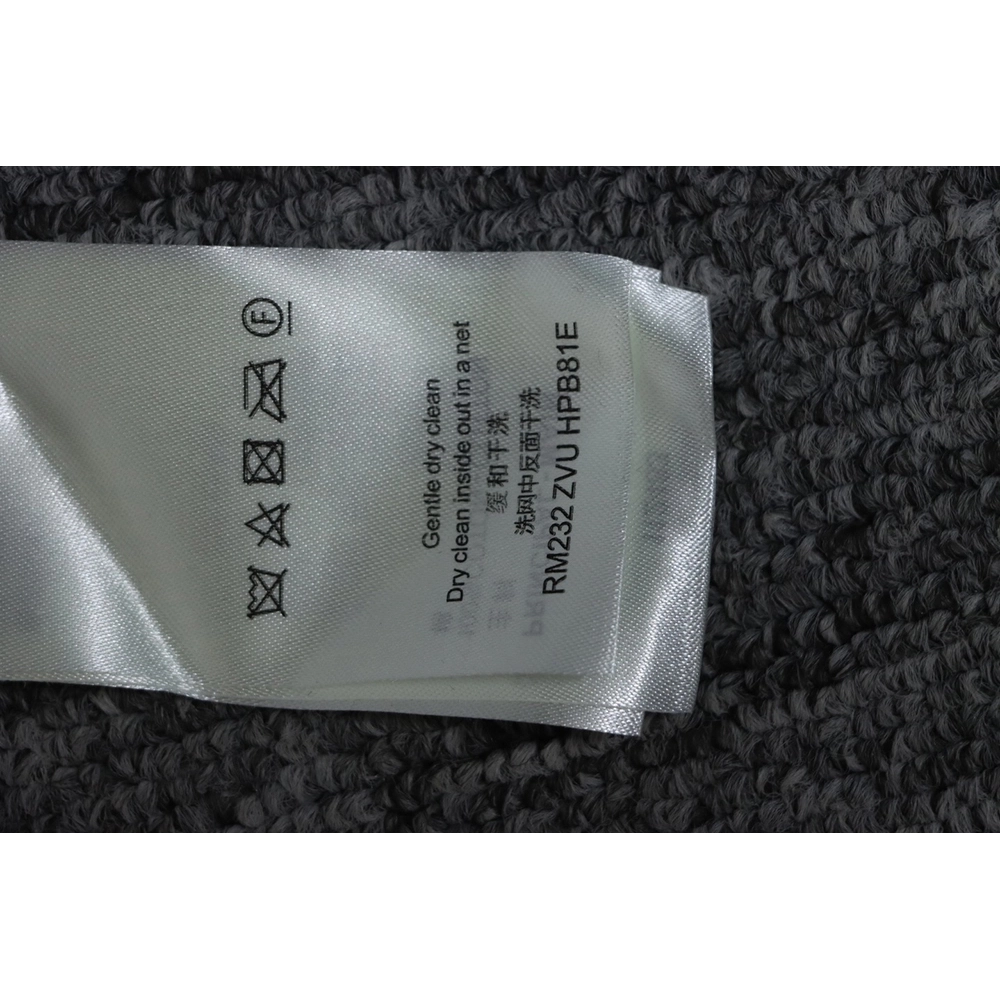 Gentle dry clean
Dry clean inside out in a net
缓和干洗
洗网中反面干洗
RM232 ZVU HPB81E